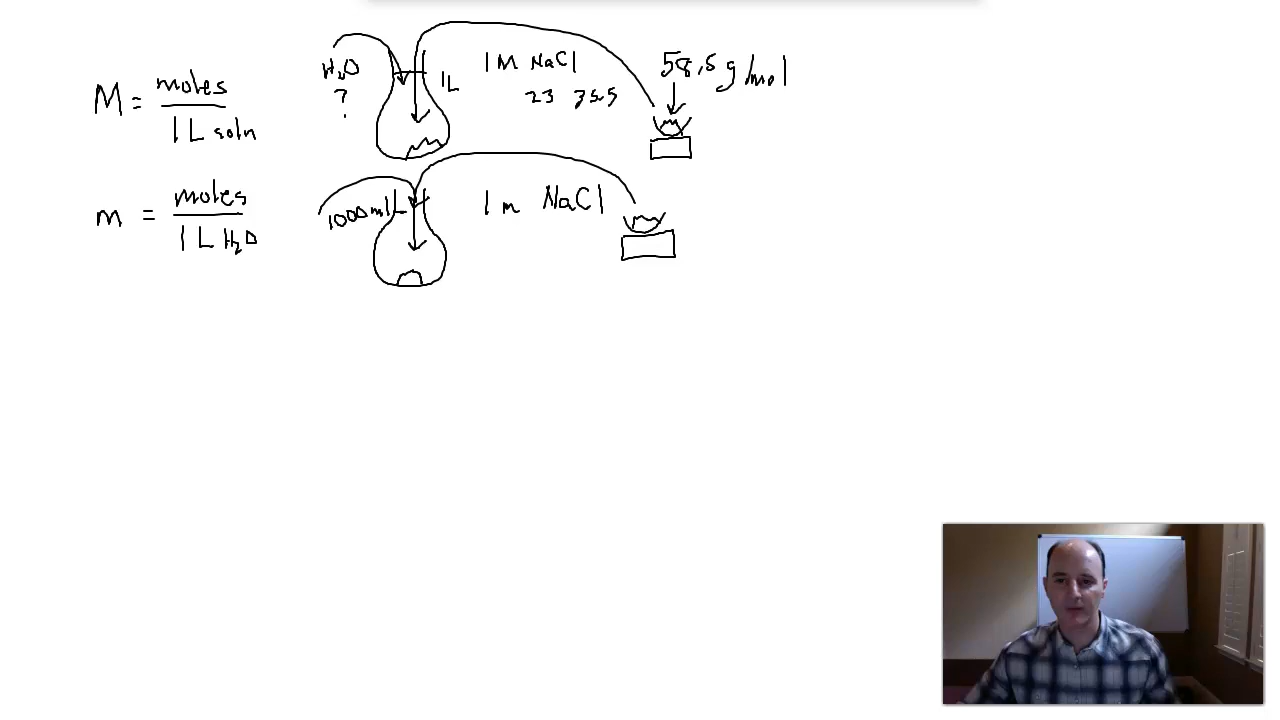 M = moles / 1 L soln
H₂O
?
1L
1 M NaCl
23 35.5
58.5 g/mol
m = moles / 1 L H₂O
1000 mL
1 m NaCl